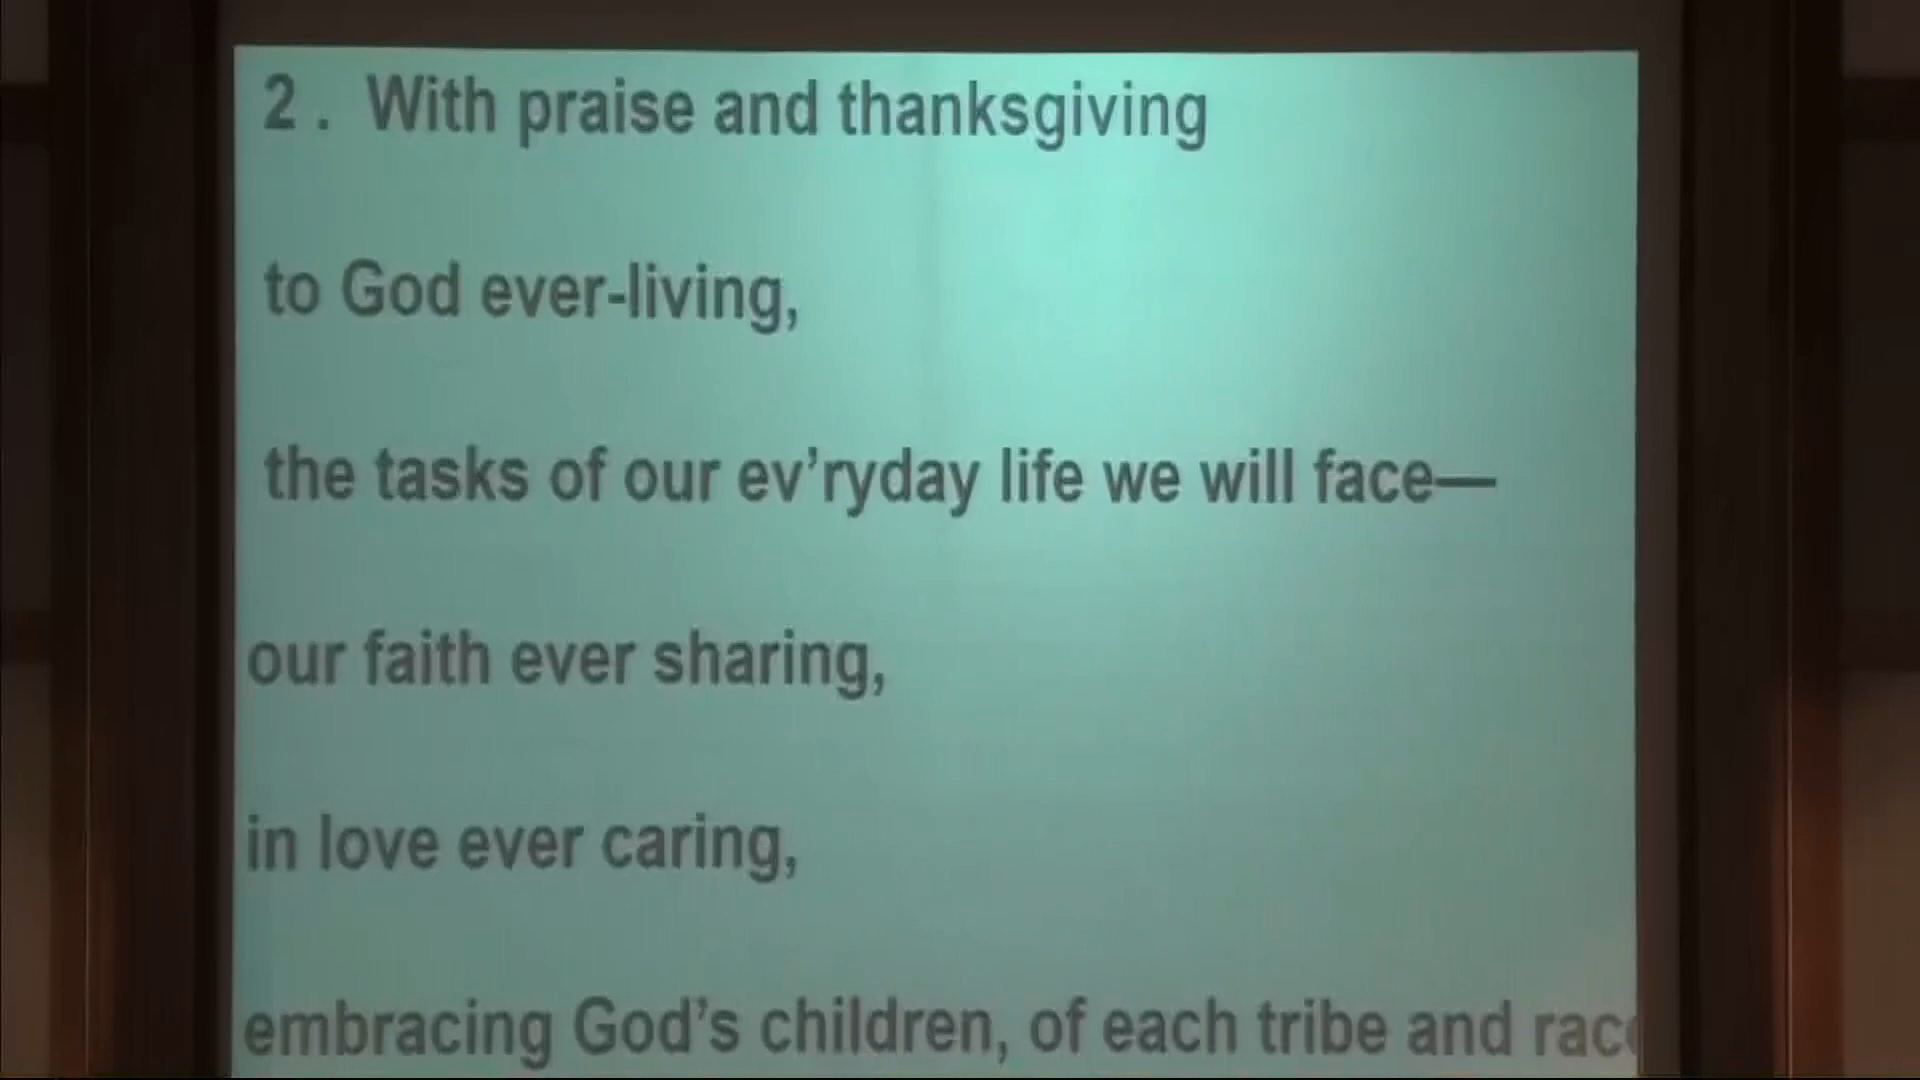 2 . With praise and thanksgiving
to God ever-living,
the tasks of our ev’ryday life we will face—
our faith ever sharing,
in love ever caring,
embracing God’s children, of each tribe and